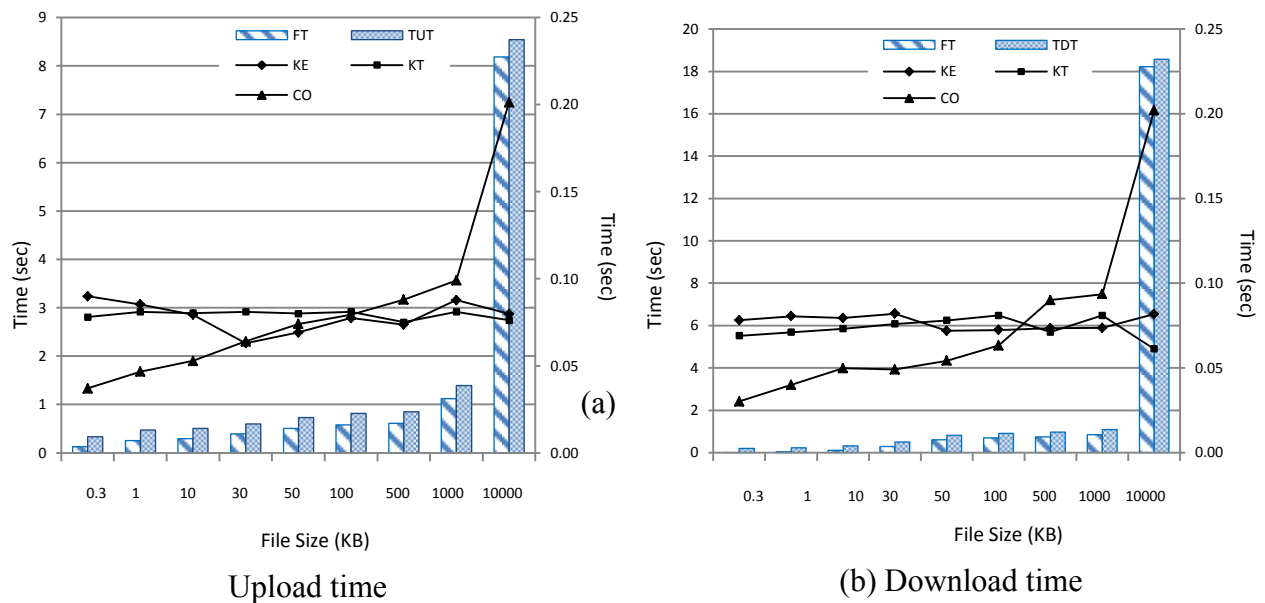 9
8
7
6
5
4
3
2
1
0
Time (sec)
0.25
0.20
0.15
0.10
0.05
0.00
Time (sec)
FT
TUT
KE
KT
CO
0.3 1 10 30 50 100 500 1000 10000
File Size (KB)
(a)
Upload time
20
18
16
14
12
10
8
6
4
2
0
Time (sec)
0.25
0.20
0.15
0.10
0.05
0.00
Time (sec)
FT
TDT
KE
KT
CO
0.3 1 10 30 50 100 500 1000 10000
File Size (KB)
(b) Download time